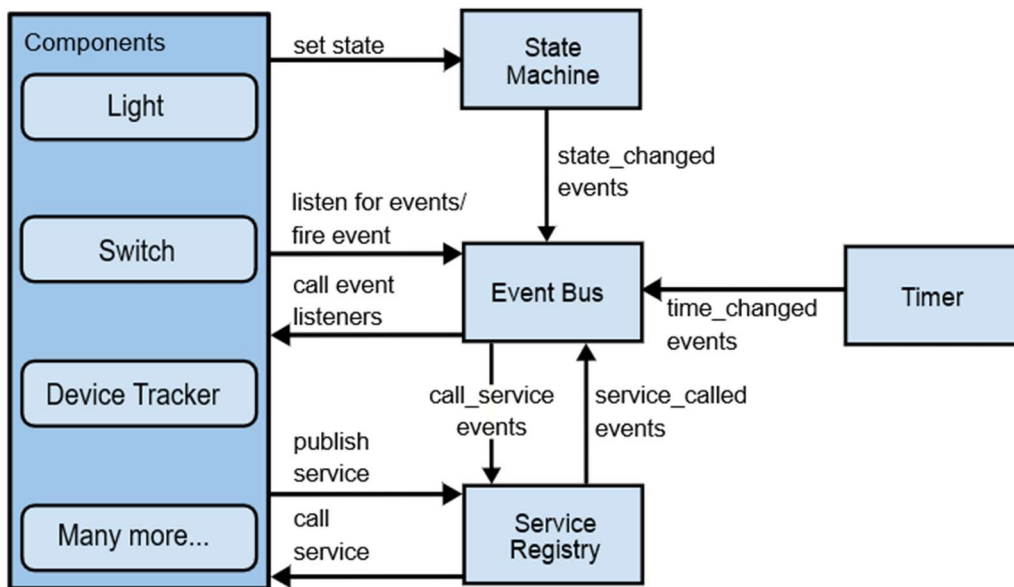 Components
Light
Switch
Device Tracker
Many more...
set state
State
Machine
state_changed
events
listen for events/
fire event
call event
listeners
Event Bus
time_changed
events
Timer
call_service
events
service_called
events
publish
service
call
service
Service
Registry